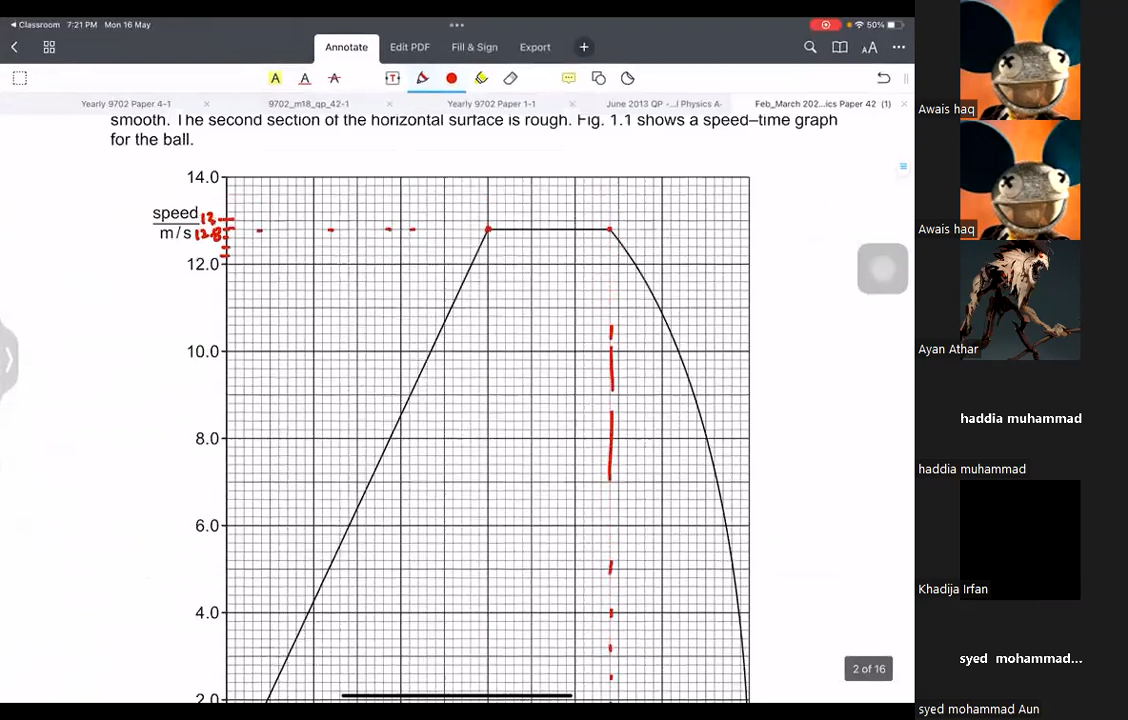 Classroom 7:21 PM Mon 16 May 50%
Annotate Edit PDF Fill & Sign Export
Yearly 9702 Paper 4-1 9702_m18_qp_42-1 Yearly 9702 Paper 1-1 June 2013 QP -...l Physics A- Feb_March 202...ics Paper 42 (1)
smooth. The second section of the horizontal surface is rough. Fig. 1.1 shows a speed–time graph
for the ball.
14.0
speed
m/s
13
12.8
12.0
10.0
8.0
6.0
4.0
2.0
2 of 16
Awais haq
Awais haq
Ayan Athar
haddia muhammad
haddia muhammad
Khadija Irfan
syed mohammad...
syed mohammad Aun